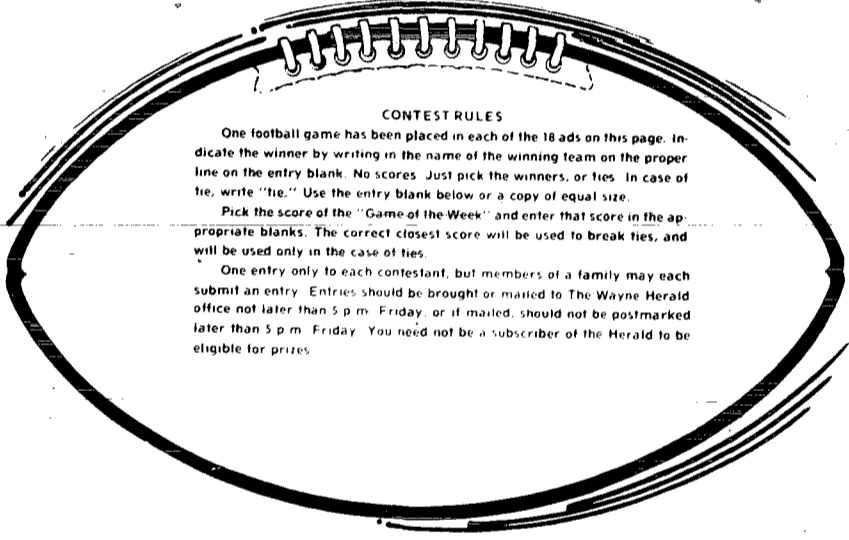 CONTEST RULES
One football game has been placed in each of the 18 ads on this page. In-
dicate the winner by writing in the name of the winning team on the proper
line on the entry blank. No scores Just pick the winners, or ties In case of
tie, write "tie." Use the entry blank below or a copy of equal size.
Pick the score of the "Game of the Week" and enter that score in the ap-
propriate blanks. The correct closest score will be used to break ties, and
will be used only in the case of ties.
One entry only to each contestant, but members of a family may each
submit an entry Entries should be brought or mailed to The Wayne Herald
office not later than 5 p m Friday, or if mailed, should not be postmarked
later than 5 p m Friday You need not be a subscriber of the Herald to be
eligible for prizes